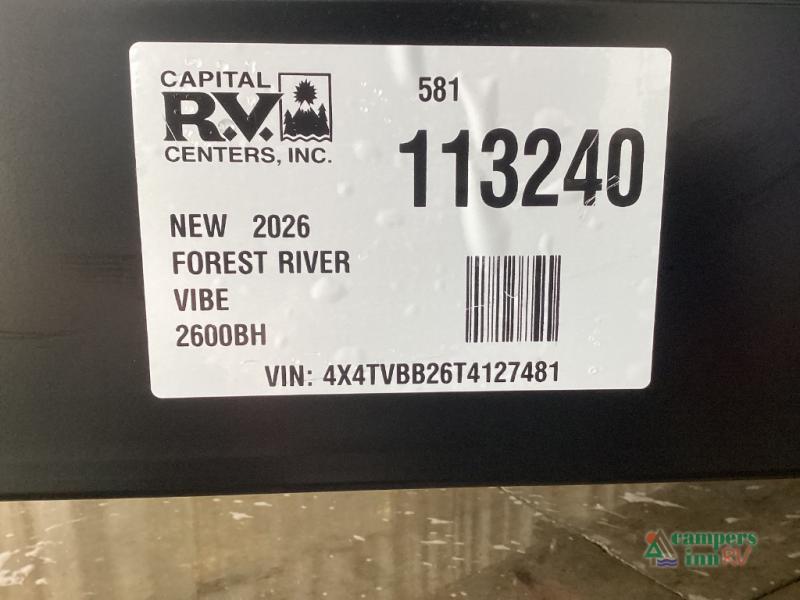 CAPITAL
R.V.
CENTERS, INC.
581
113240
NEW 2026
FOREST RIVER
VIBE
2600BH
VIN: 4X4TVBB26T4127481
campers
inn RV